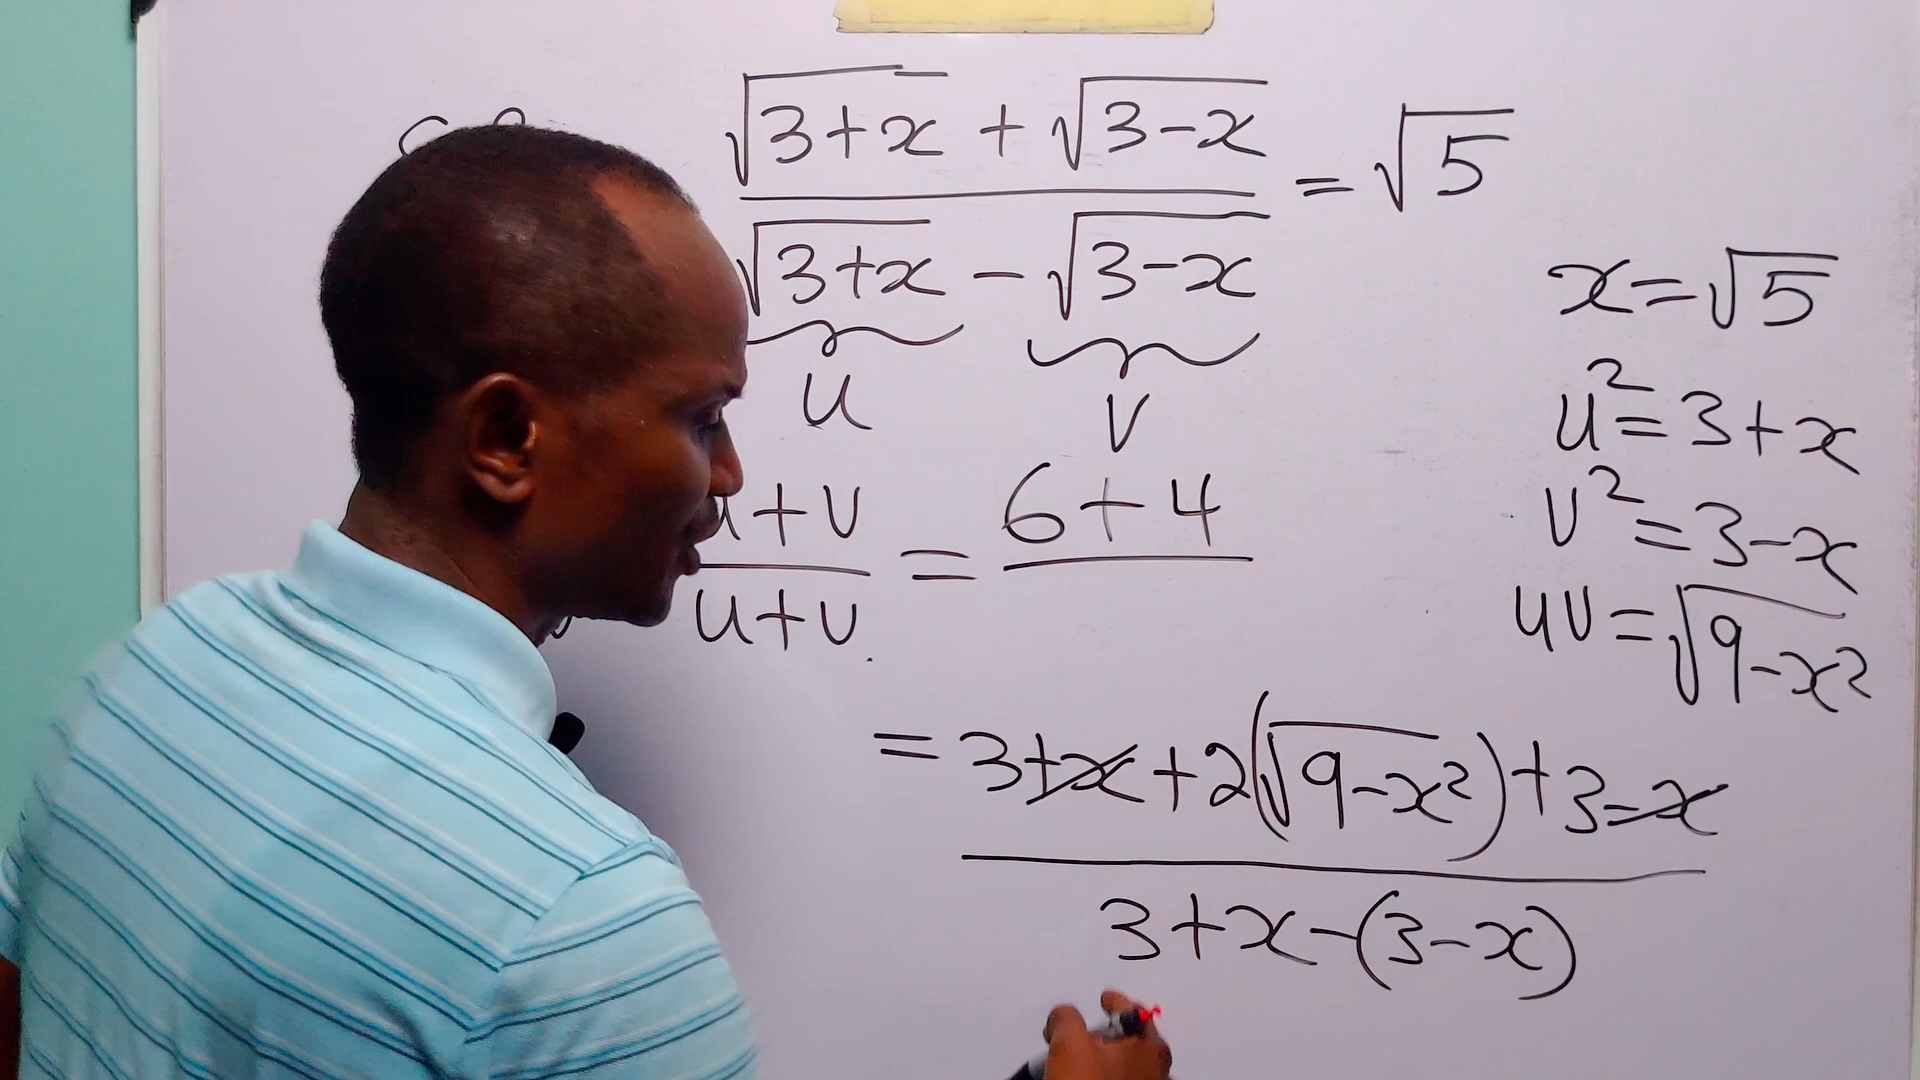 √3+x + √3-x
= √5
√3+x - √3-x
u v
x = √5
u² = 3+x
v² = 3-x
uv = √9-x²
u+v = 6+4
u+v
= 3+x+2(√9-x²)+3-x
3+x-(3-x)